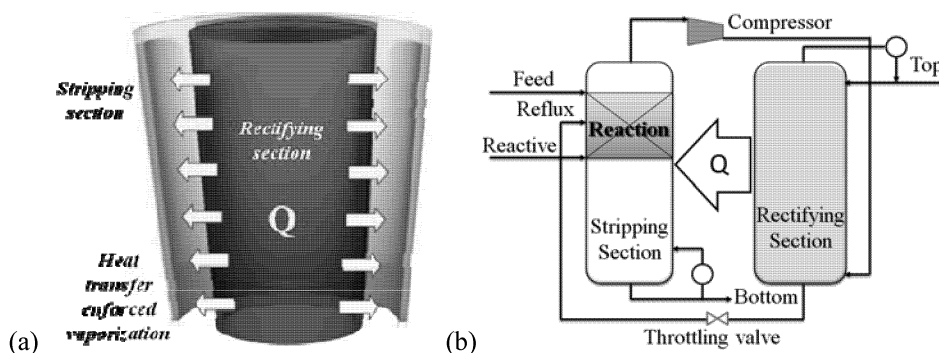 Stripping
section
Rectifying
section
Q
Heat
transfer
enforced
vaporization
(a)
Compressor
Top
Feed
Reflux
Reaction
Reactive
Q
Stripping
Section
Rectifying
Section
Bottom
Throttling valve
(b)